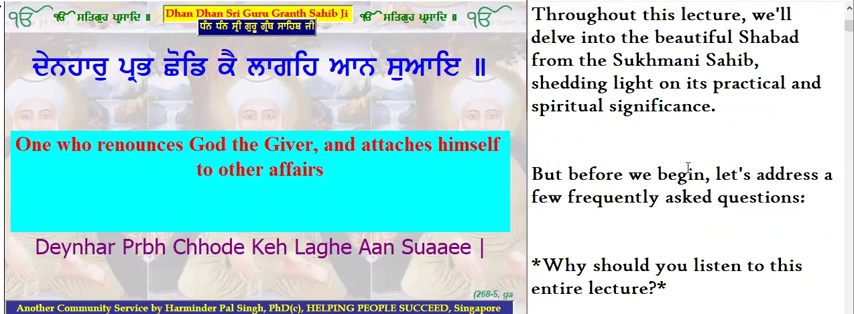 ੴ ੴ ਸਤਿਗੁਰ ਪ੍ਰਸਾਦਿ ॥
Dhan Dhan Sri Guru Granth Sahib Ji
ਧੰਨ ਧੰਨ ਸ੍ਰੀ ਗੁਰੂ ਗ੍ਰੰਥ ਸਾਹਿਬ ਜੀ
ੴ ਸਤਿਗੁਰ ਪ੍ਰਸਾਦਿ ॥ ੴ
ਦੇਨਹਾਰੁ ਪ੍ਰਭ ਛੋਡਿ ਕੈ ਲਾਗਹਿ ਆਨ ਸੁਆਇ ॥
One who renounces God the Giver, and attaches himself
to other affairs
Deynhar Prbh Chhode Keh Laghe Aan Suaaee |
(268-5, ga
Another Community Service by Harminder Pal Singh, PhD(c), HELPING PEOPLE SUCCEED, Singapore
Throughout this lecture, we'll
delve into the beautiful Shabad
from the Sukhmani Sahib,
shedding light on its practical and
spiritual significance.
But before we begin, let's address a
few frequently asked questions:
*Why should you listen to this
entire lecture?*